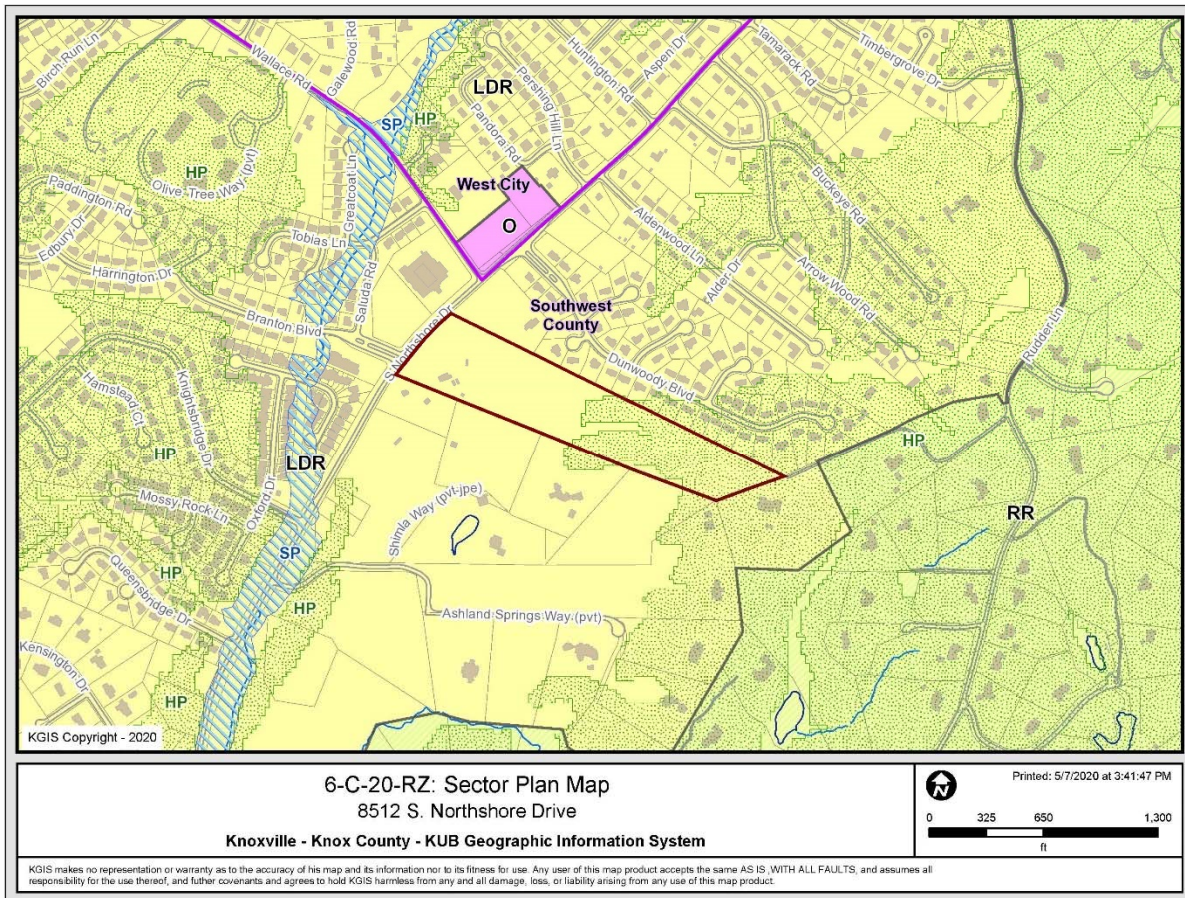 Birch Run Ln
Wallace Rd
Galewood Rd
Huntington Rd
Aspen Dr
Tamarack Rd
Timbergrove Dr
LDR
Pershing Hill Ln
Pandora Rd
SP
HP
HP
Olive Tree Way (pvt)
Greatcoat Ln
West City
Buckeye Rd
Paddington Rd
Edbury Dr
Tobias Ln
O
Aldenwood Ln
Harrington Dr
Saluda Rd
Alder Dr
Arrow Wood Rd
Southwest
County
Branton Blvd
S Northshore Dr
Rudder Ln
Dunwoody Blvd
Hamstead Ct
Knightsbridge Dr
HP
HP
LDR
Oxford Dr
Mossy Rock Ln
Shimla Way (pvt-jpe)
RR
SP
Queensbridge Dr
HP
HP
Ashland Springs Way (pvt)
Kensington Dr
HP
KGIS Copyright - 2020
6-C-20-RZ: Sector Plan Map
8512 S. Northshore Drive
Knoxville - Knox County - KUB Geographic Information System
N
Printed: 5/7/2020 at 3:41:47 PM
0 325 650 1,300
ft
KGIS makes no representation or warranty as to the accuracy of his map and its information nor to its fitness for use. Any user of this map product accepts the same AS IS ,WITH ALL FAULTS, and assumes all
responsibility for the use thereof, and futher covenants and agrees to hold KGIS harmless from any and all damage, loss, or liability arising from any use of this map product.